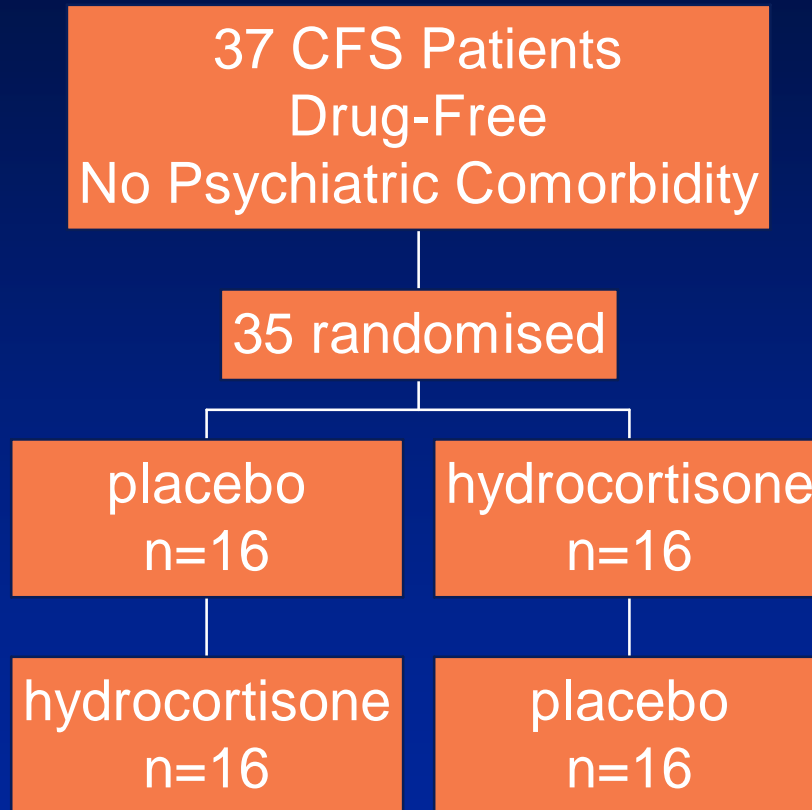 37 CFS Patients
Drug-Free
No Psychiatric Comorbidity
35 randomised
placebo
n=16
hydrocortisone
n=16
hydrocortisone
n=16
placebo
n=16